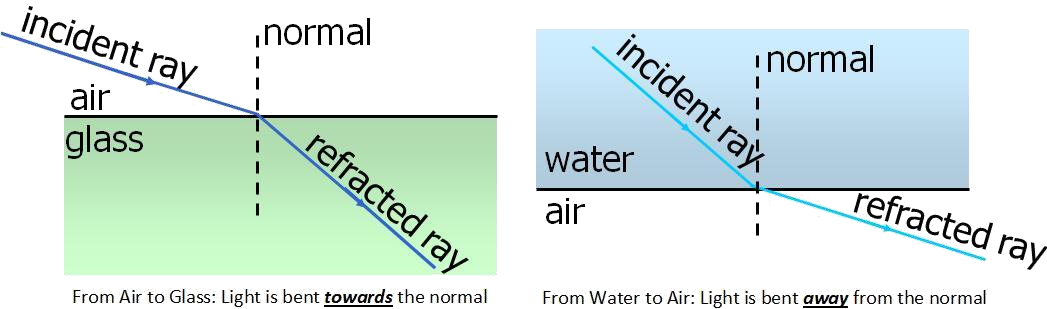 incident ray
normal
air
glass
refracted ray
From Air to Glass: Light is bent towards the normal
incident ray
normal
water
air
refracted ray
From Water to Air: Light is bent away from the normal